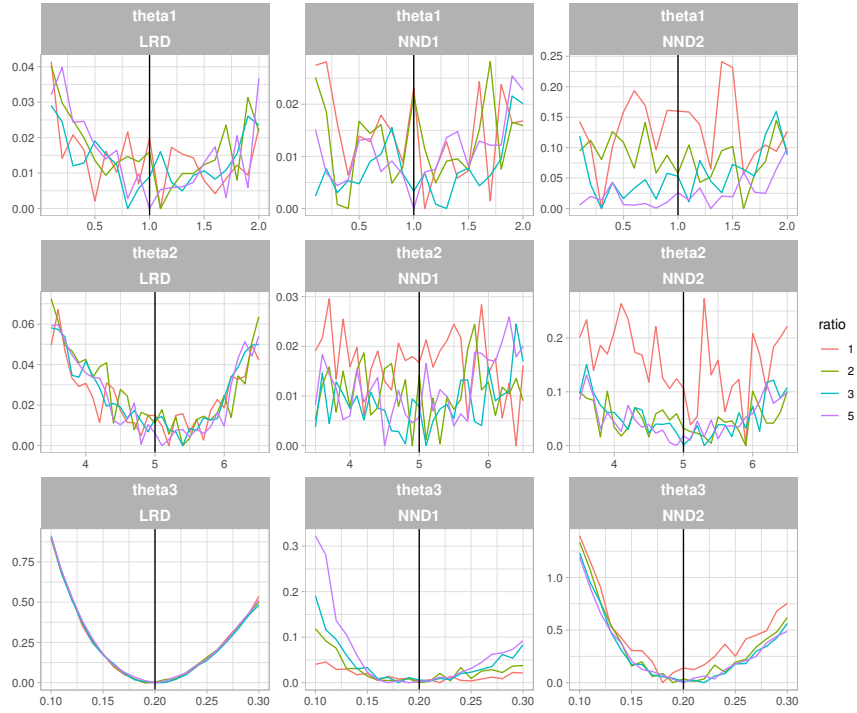 theta1 theta1 theta1
LRD NND1 NND2
0.04 0.03 0.02 0.01 0.00
0.02 0.01 0.00
0.25 0.20 0.15 0.10 0.05 0.00
0.5 1.0 1.5 2.0 0.5 1.0 1.5 2.0 0.5 1.0 1.5 2.0
theta2 theta2 theta2
LRD NND1 NND2
0.06 0.04 0.02 0.00
0.03 0.02 0.01 0.00
0.2 0.1 0.0
4 5 6 4 5 6 4 5 6
theta3 theta3 theta3
LRD NND1 NND2
0.75 0.50 0.25 0.00
0.3 0.2 0.1 0.0
1.0 0.5 0.0
0.10 0.15 0.20 0.25 0.30 0.10 0.15 0.20 0.25 0.30 0.10 0.15 0.20 0.25 0.30
ratio
1
2
3
5